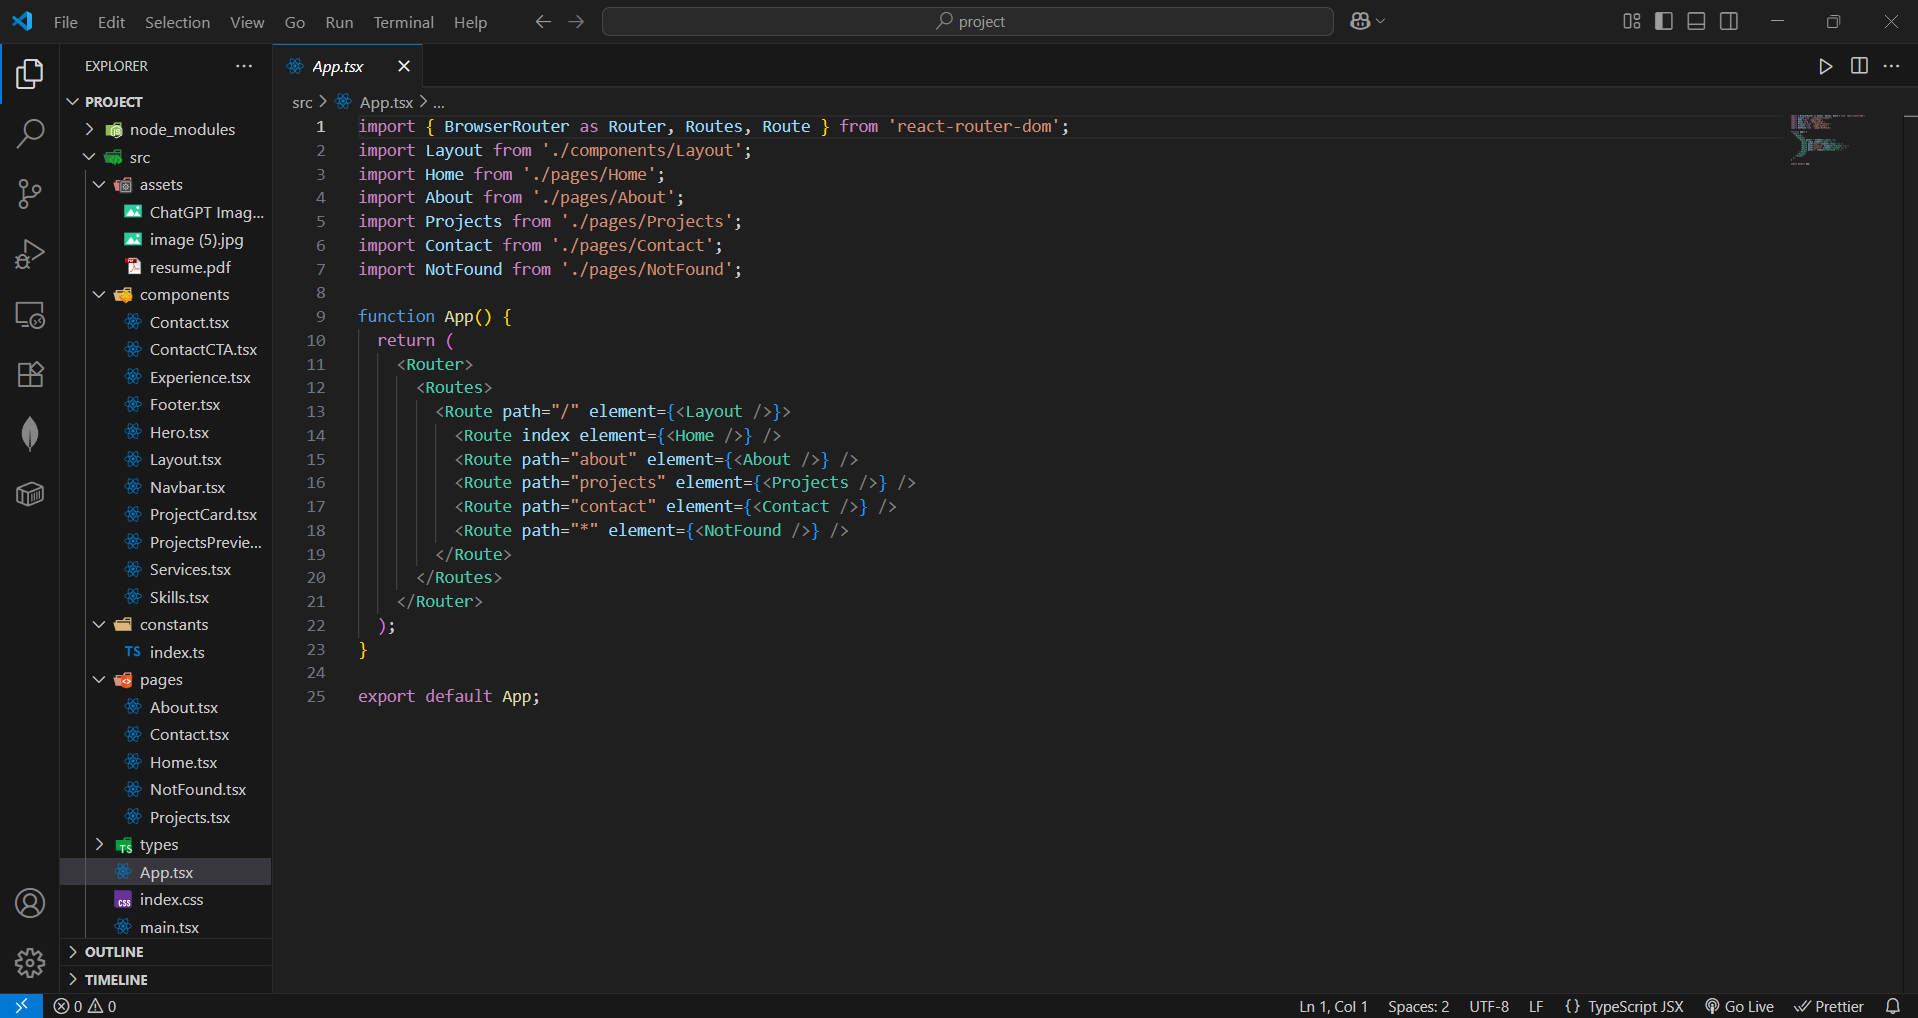 File Edit Selection View Go Run Terminal Help
project
EXPLORER
PROJECT
node_modules
src
assets
ChatGPT Imag...
image (5).jpg
resume.pdf
components
Contact.tsx
ContactCTA.tsx
Experience.tsx
Footer.tsx
Hero.tsx
Layout.tsx
Navbar.tsx
ProjectCard.tsx
ProjectsPrevie...
Services.tsx
Skills.tsx
constants
TS index.ts
pages
About.tsx
Contact.tsx
Home.tsx
NotFound.tsx
Projects.tsx
types
App.tsx
index.css
main.tsx
OUTLINE
TIMELINE
App.tsx
src > App.tsx > ...
1 import { BrowserRouter as Router, Routes, Route } from 'react-router-dom';
2 import Layout from './components/Layout';
3 import Home from './pages/Home';
4 import About from './pages/About';
5 import Projects from './pages/Projects';
6 import Contact from './pages/Contact';
7 import NotFound from './pages/NotFound';
8
9 function App() {
10 return (
11 <Router>
12 <Routes>
13 <Route path="/" element={<Layout />}>
14 <Route index element={<Home />} />
15 <Route path="about" element={<About />} />
16 <Route path="projects" element={<Projects />} />
17 <Route path="contact" element={<Contact />} />
18 <Route path="*" element={<NotFound />} />
19 </Route>
20 </Routes>
21 </Router>
22 );
23 }
24
25 export default App;
0 0
Ln 1, Col 1 Spaces: 2 UTF-8 LF {} TypeScript JSX Go Live Prettier